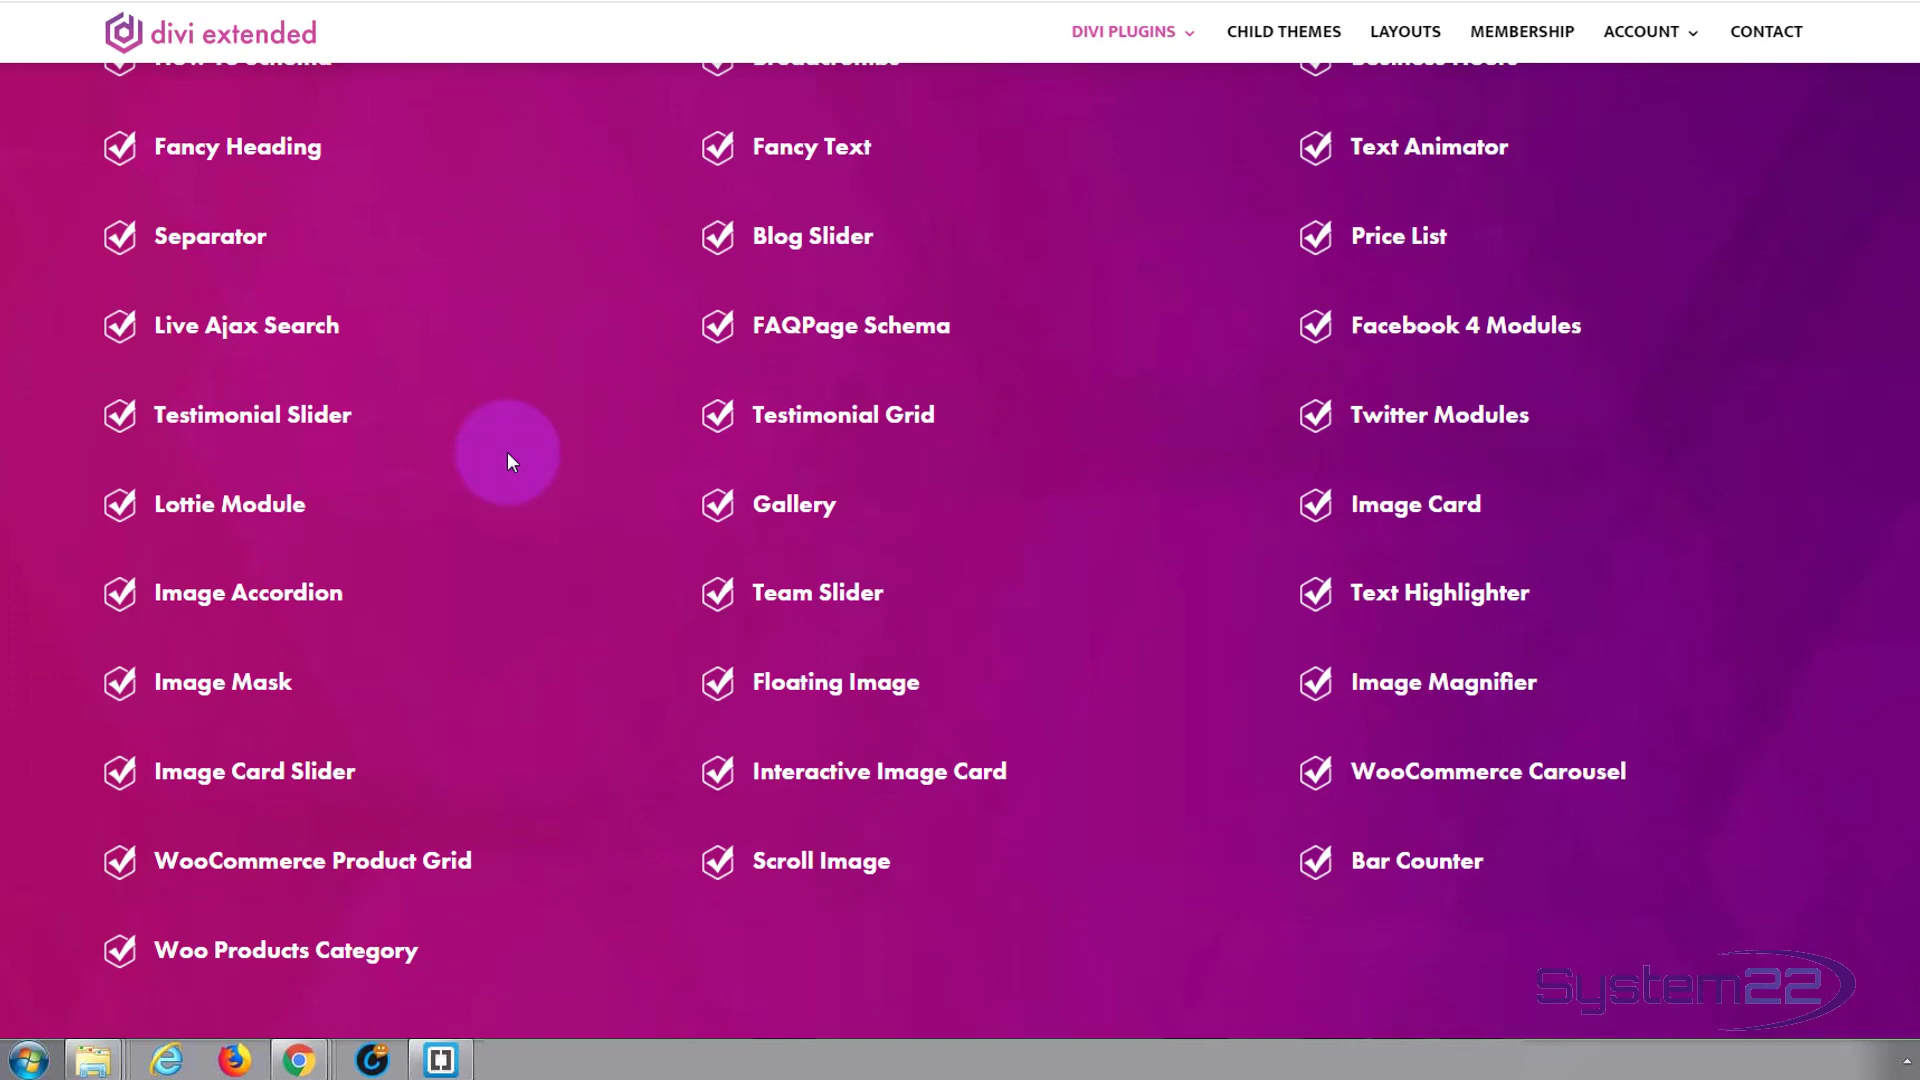 divi extended
DIVI PLUGINS
CHILD THEMES
LAYOUTS
MEMBERSHIP
ACCOUNT
CONTACT
Fancy Heading
Fancy Text
Text Animator
Separator
Blog Slider
Price List
Live Ajax Search
FAQPage Schema
Facebook 4 Modules
Testimonial Slider
Testimonial Grid
Twitter Modules
Lottie Module
Gallery
Image Card
Image Accordion
Team Slider
Text Highlighter
Image Mask
Floating Image
Image Magnifier
Image Card Slider
Interactive Image Card
WooCommerce Carousel
WooCommerce Product Grid
Scroll Image
Bar Counter
Woo Products Category
System22